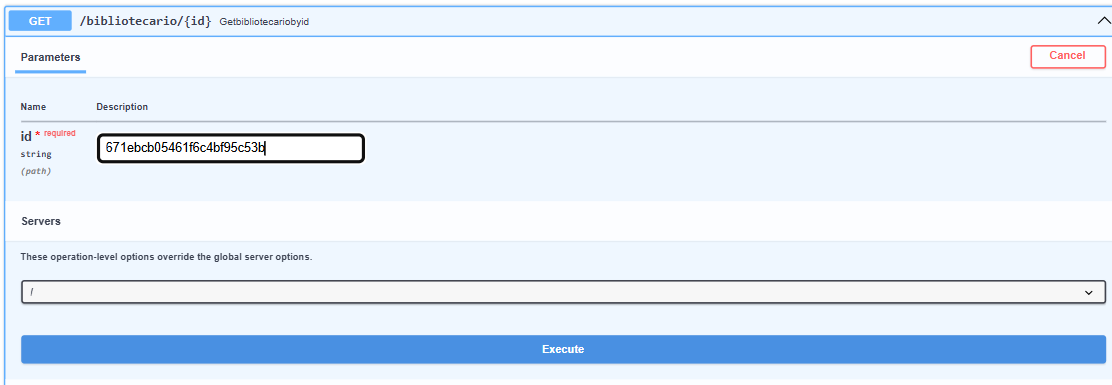 GET /bibliotecario/{id} Getbibliotecariobyid
Parameters
Cancel
Name Description
id * required
string
(path)
671ebcb05461f6c4bf95c53b
Servers
These operation-level options override the global server options.
/
Execute